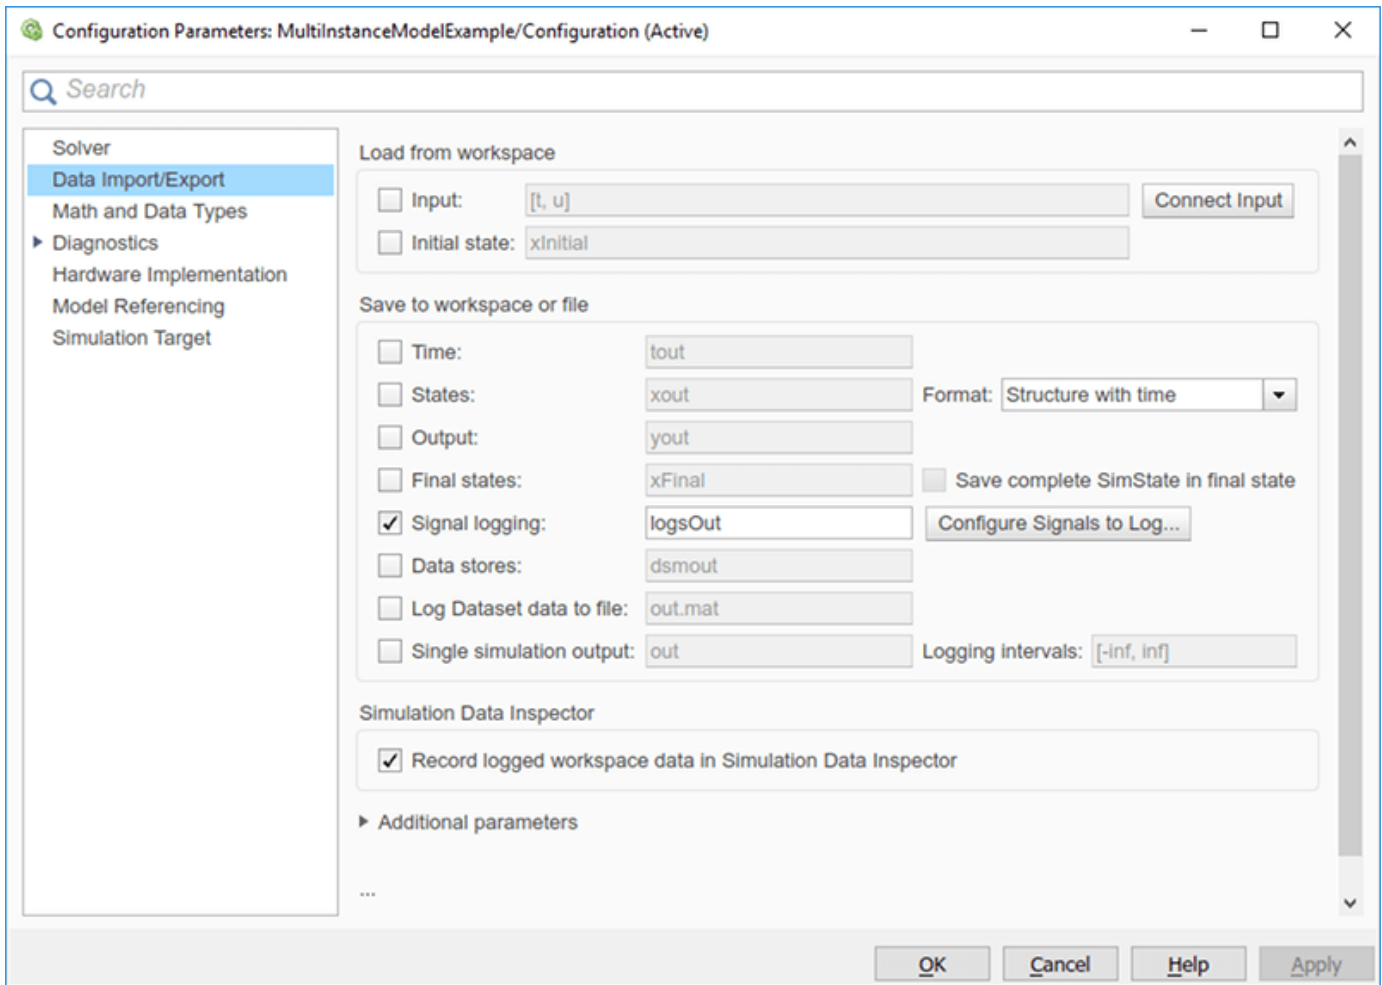 Configuration Parameters: MultiInstanceModelExample/Configuration (Active)
Search
Solver
Data Import/Export
Math and Data Types
Diagnostics
Hardware Implementation
Model Referencing
Simulation Target
Load from workspace
Input: [t, u] Connect Input
Initial state: xInitial
Save to workspace or file
Time: tout
States: xout Format: Structure with time
Output: yout
Final states: xFinal Save complete SimState in final state
Signal logging: logsOut Configure Signals to Log...
Data stores: dsmout
Log Dataset data to file: out.mat
Single simulation output: out Logging intervals: [-inf, inf]
Simulation Data Inspector
Record logged workspace data in Simulation Data Inspector
Additional parameters
...
OK Cancel Help Apply